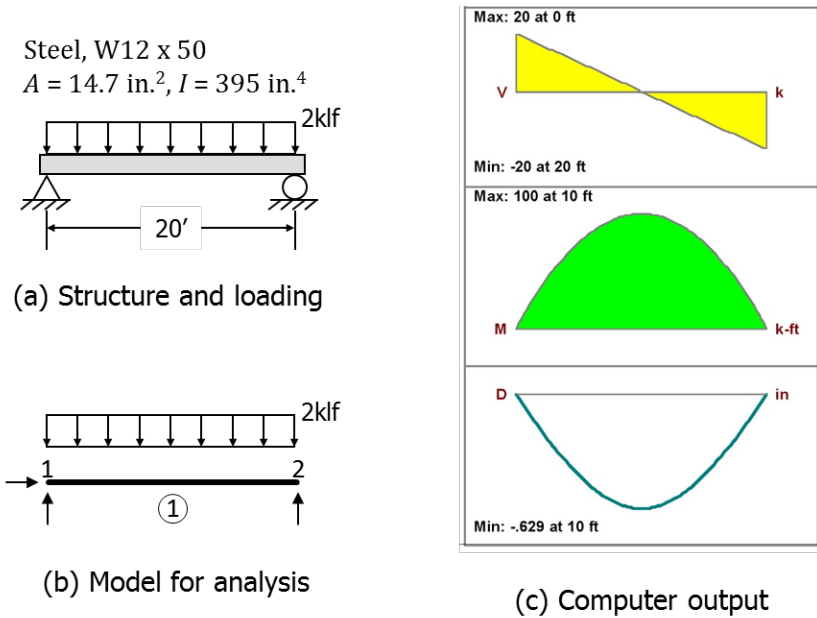 Steel, W12 x 50
A = 14.7 in.², I = 395 in.⁴
2klf
20′
(a) Structure and loading
2klf
1
2
1
(b) Model for analysis
Max: 20 at 0 ft
V
k
Min: -20 at 20 ft
Max: 100 at 10 ft
M
k-ft
D
in
Min: -.629 at 10 ft
(c) Computer output